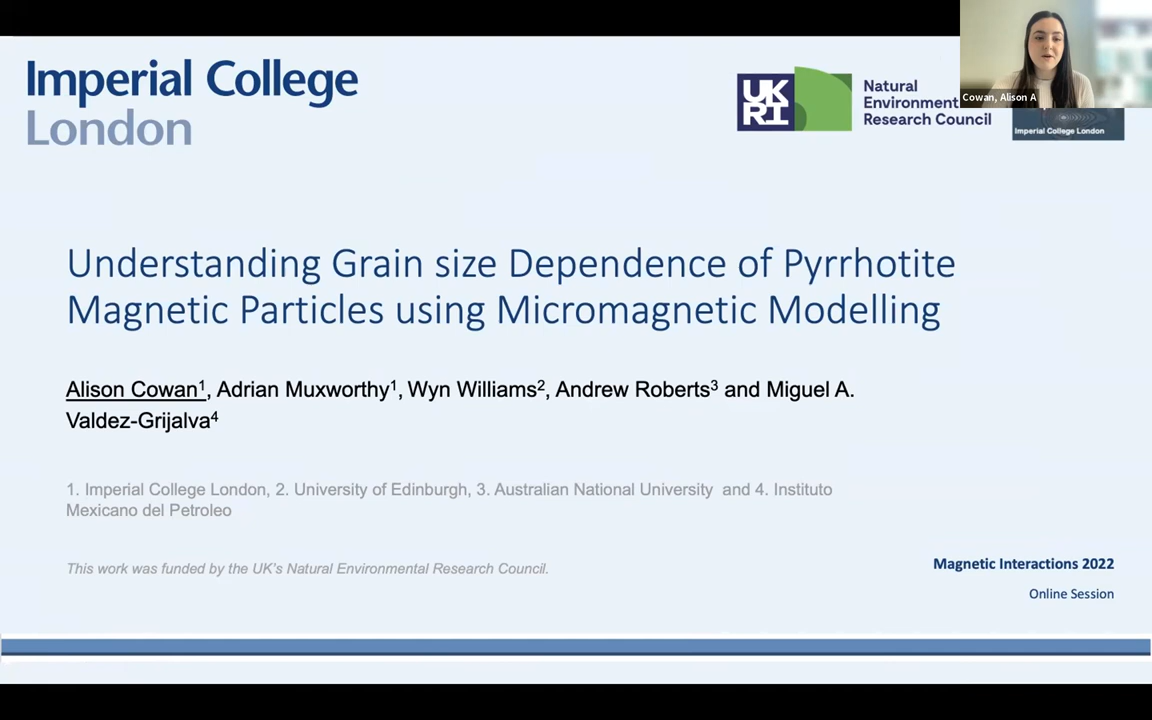 Imperial College
London
UK
RI
Natural
Environment
Research Council
Cowan, Alison A
Imperial College London
Understanding Grain size Dependence of Pyrrhotite
Magnetic Particles using Micromagnetic Modelling
Alison Cowan¹, Adrian Muxworthy¹, Wyn Williams², Andrew Roberts³ and Miguel A.
Valdez-Grijalva⁴
1. Imperial College London, 2. University of Edinburgh, 3. Australian National University and 4. Instituto
Mexicano del Petroleo
This work was funded by the UK's Natural Environmental Research Council.
Magnetic Interactions 2022
Online Session